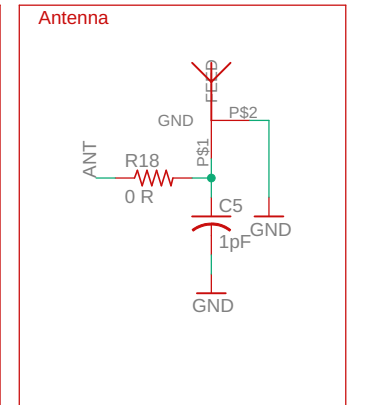 Antenna
FEED
GND
P$2
P$1
ANT
R18
0 R
C5
1pF
GND
GND